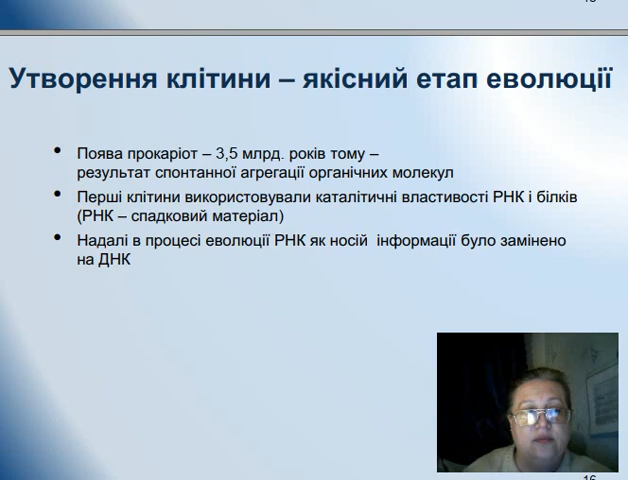 Утворення клітини – якісний етап еволюції
• Поява прокаріот – 3,5 млрд. років тому –
результат спонтанної агрегації органічних молекул
• Перші клітини використовували каталітичні властивості РНК і білків
(РНК – спадковий матеріал)
• Надалі в процесі еволюції РНК як носій  інформації було замінено
на ДНК